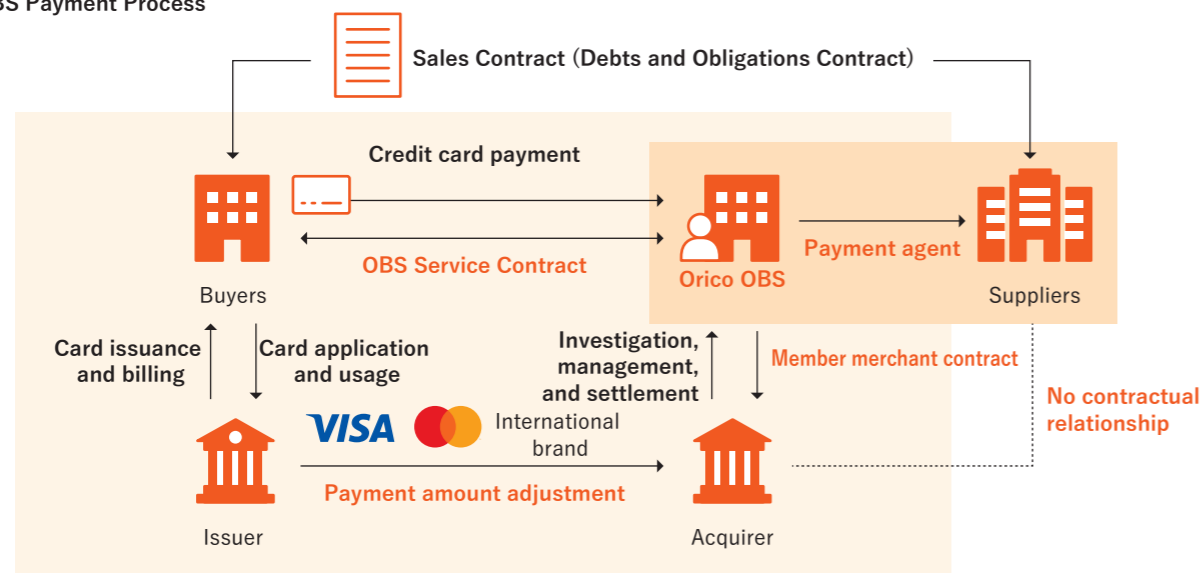 BS Payment Process
Sales Contract (Debts and Obligations Contract)
Credit card payment
OBS Service Contract
Payment agent
Orico OBS
Buyers
Suppliers
Card issuance
and billing
Card application
and usage
Investigation,
management,
and settlement
Member merchant contract
No contractual
relationship
VISA
International
brand
Payment amount adjustment
Issuer
Acquirer